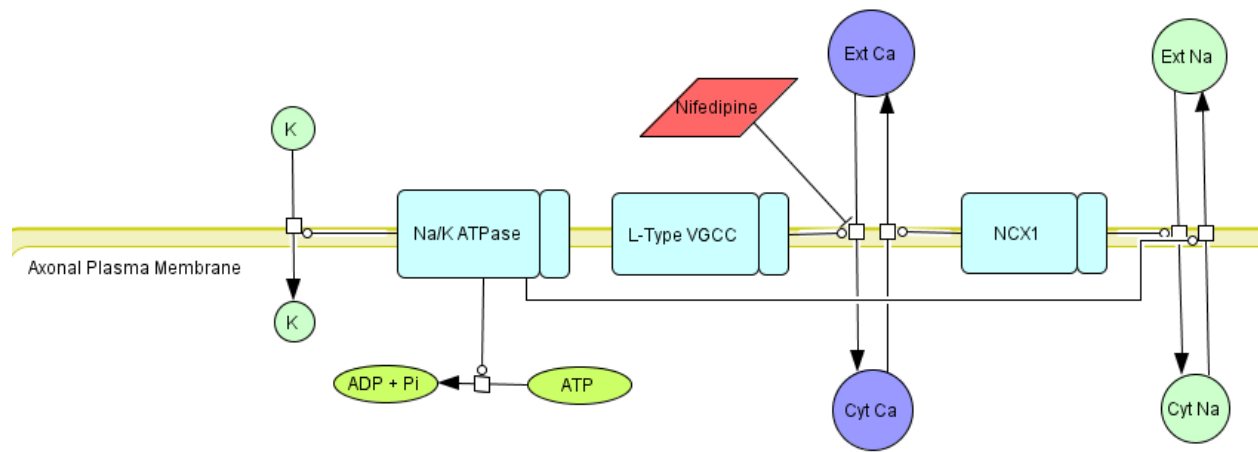 Ext Ca
Ext Na
Nifedipine
K
Na/K ATPase
L-Type VGCC
NCX1
Axonal Plasma Membrane
K
ADP + Pi
ATP
Cyt Ca
Cyt Na